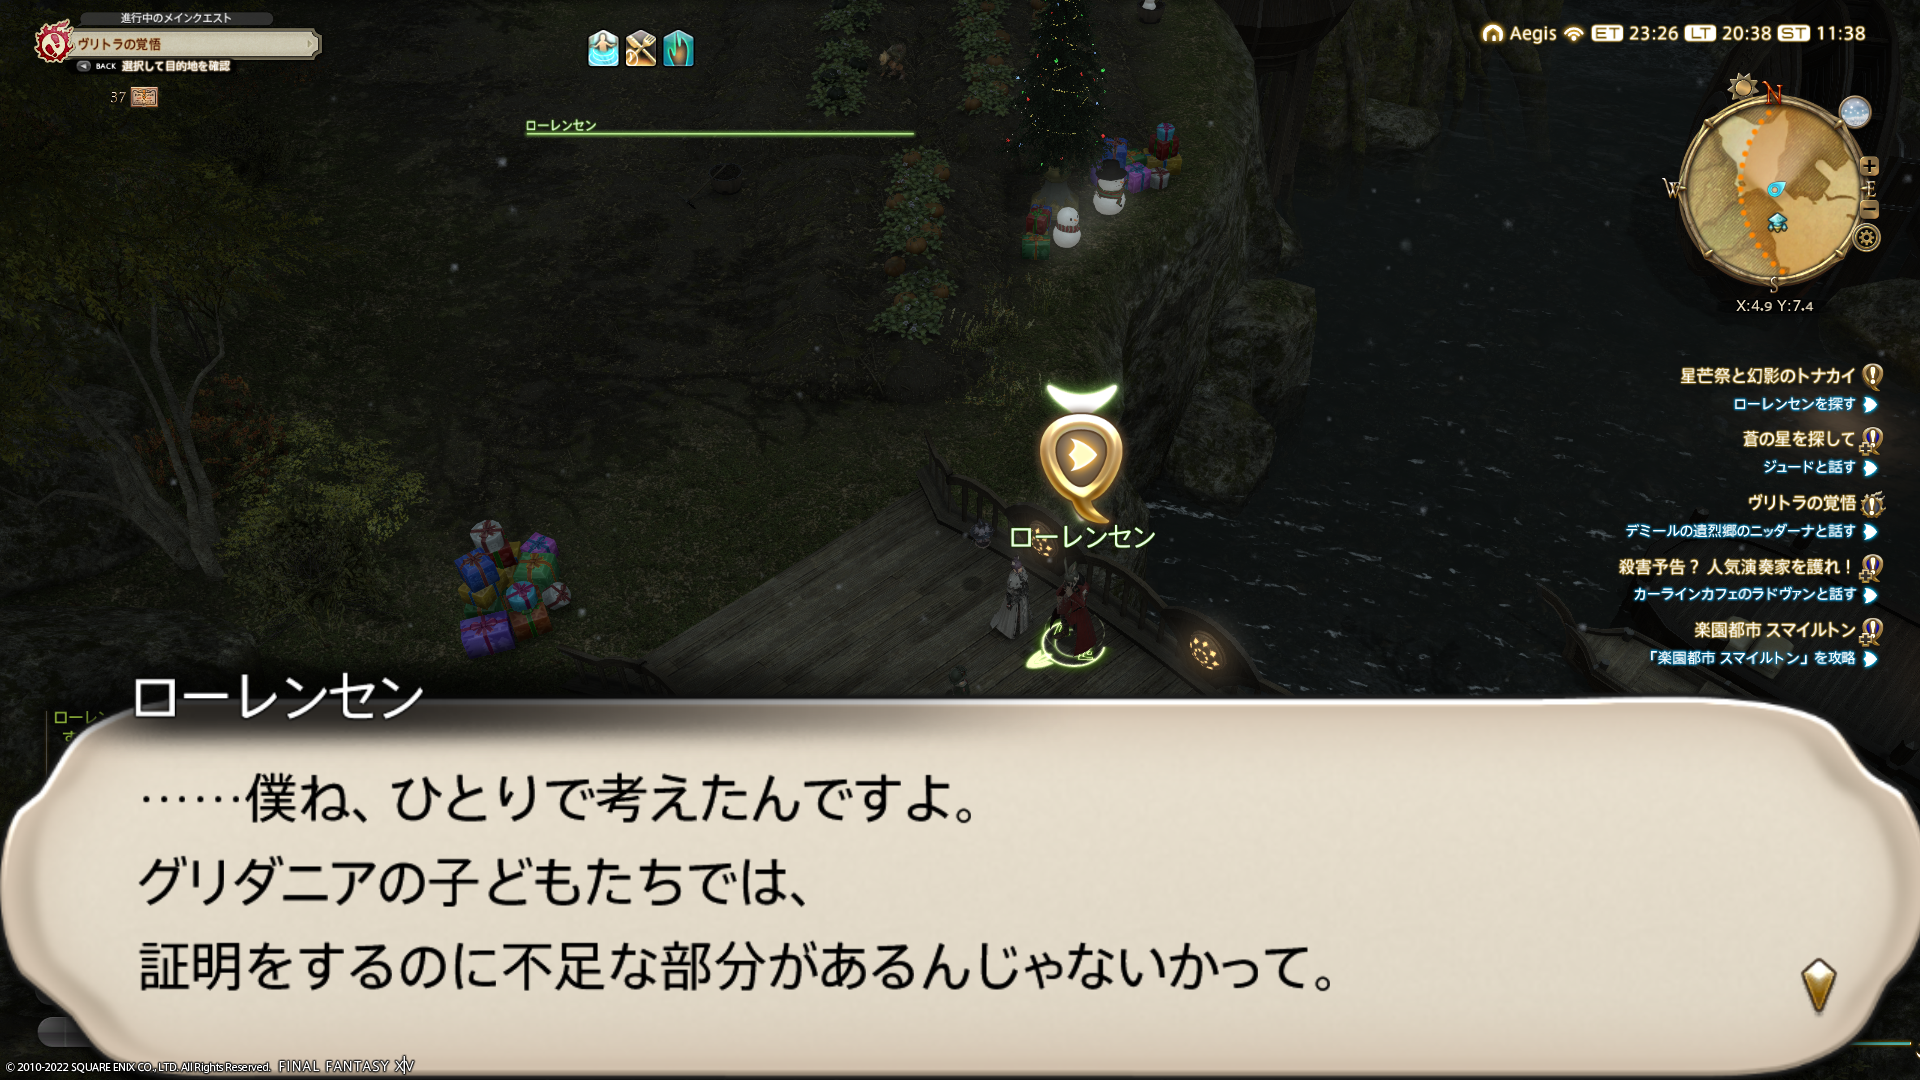 進行中のメインクエスト
ヴリトラの覚悟
BACK 選択して目的地を確認
37
ローレンセン
Aegis ET 23:26 LT 20:38 ST 11:38
N
W
E
S
X:4.9 Y:7.4
星芒祭と幻影のトナカイ
ローレンセンを探す
蒼の星を探して
ジュードと話す
ヴリトラの覚悟
デミールの遺烈郷のニッダーナと話す
殺害予告？ 人気演奏家を護れ！
カーラインカフェのラドヴァンと話す
楽園都市 スマイルトン
「楽園都市 スマイルトン」を攻略
ローレンセン
ローレンセン
……僕ね、ひとりで考えたんですよ。
グリダニアの子どもたちでは、
証明をするのに不足な部分があるんじゃないかって。
© 2010-2022 SQUARE ENIX CO., LTD. All Rights Reserved. FINAL FANTASY XIV